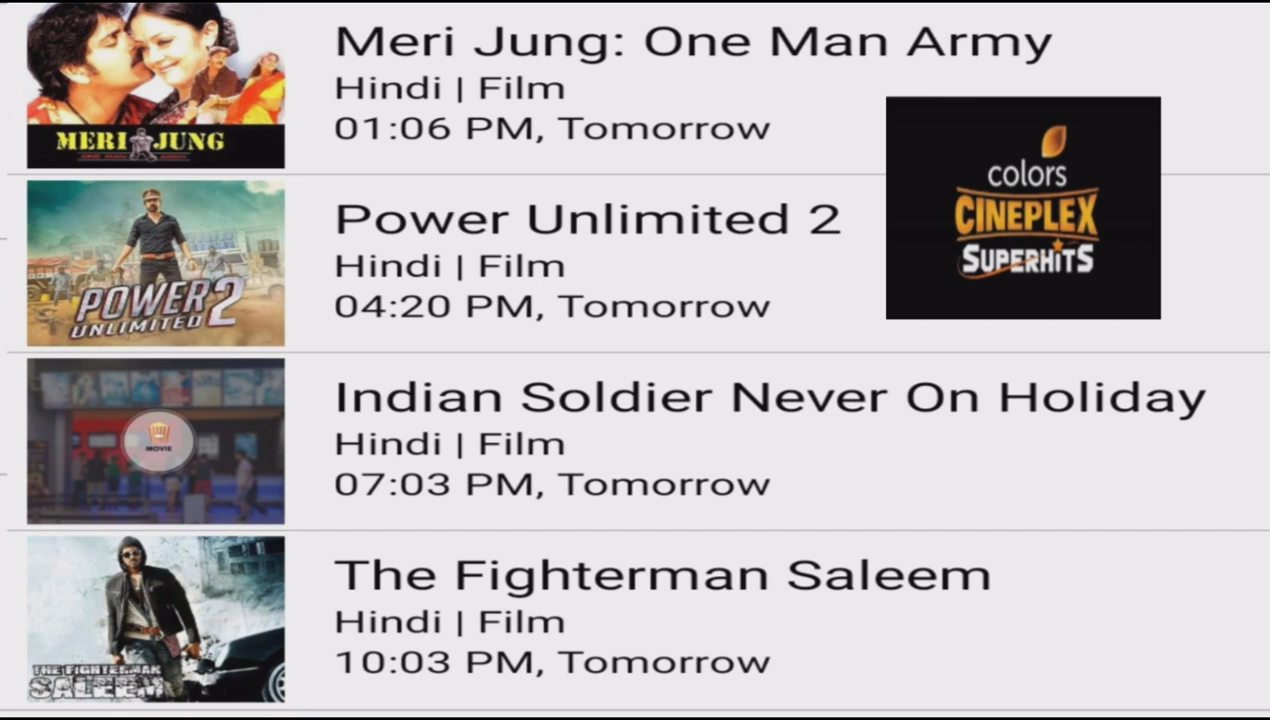 MERI JUNG
Meri Jung: One Man Army
Hindi | Film
01:06 PM, Tomorrow
colors
CINEPLEX
SUPERHITS
POWER 2
UNLIMITED
Power Unlimited 2
Hindi | Film
04:20 PM, Tomorrow
MOVIE
Indian Soldier Never On Holiday
Hindi | Film
07:03 PM, Tomorrow
THE FIGHTERMAN
SALEEM
The Fighterman Saleem
Hindi | Film
10:03 PM, Tomorrow